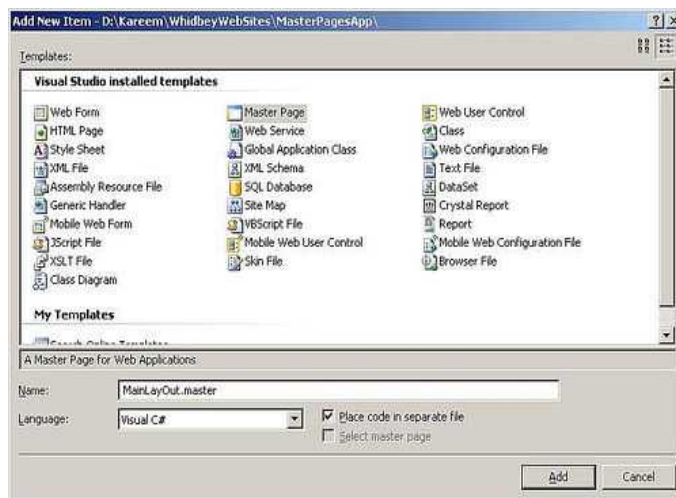 Add New Item - D:\Kareem\WhidbeyWebSites\MasterPagesApp\
Templates:
Visual Studio installed templates
Web Form
Master Page
Web User Control
HTML Page
Web Service
Class
Style Sheet
Global Application Class
Web Configuration File
XML File
XML Schema
Text File
Assembly Resource File
SQL Database
DataSet
Generic Handler
Site Map
Crystal Report
Mobile Web Form
VBScript File
Report
JScript File
Mobile Web User Control
Mobile Web Configuration File
XSLT File
Skin File
Browser File
Class Diagram
My Templates
Search Online Templates
A Master Page for Web Applications
Name:
MainLayOut.master
Language:
Visual C#
Place code in separate file
Select master page
Add
Cancel